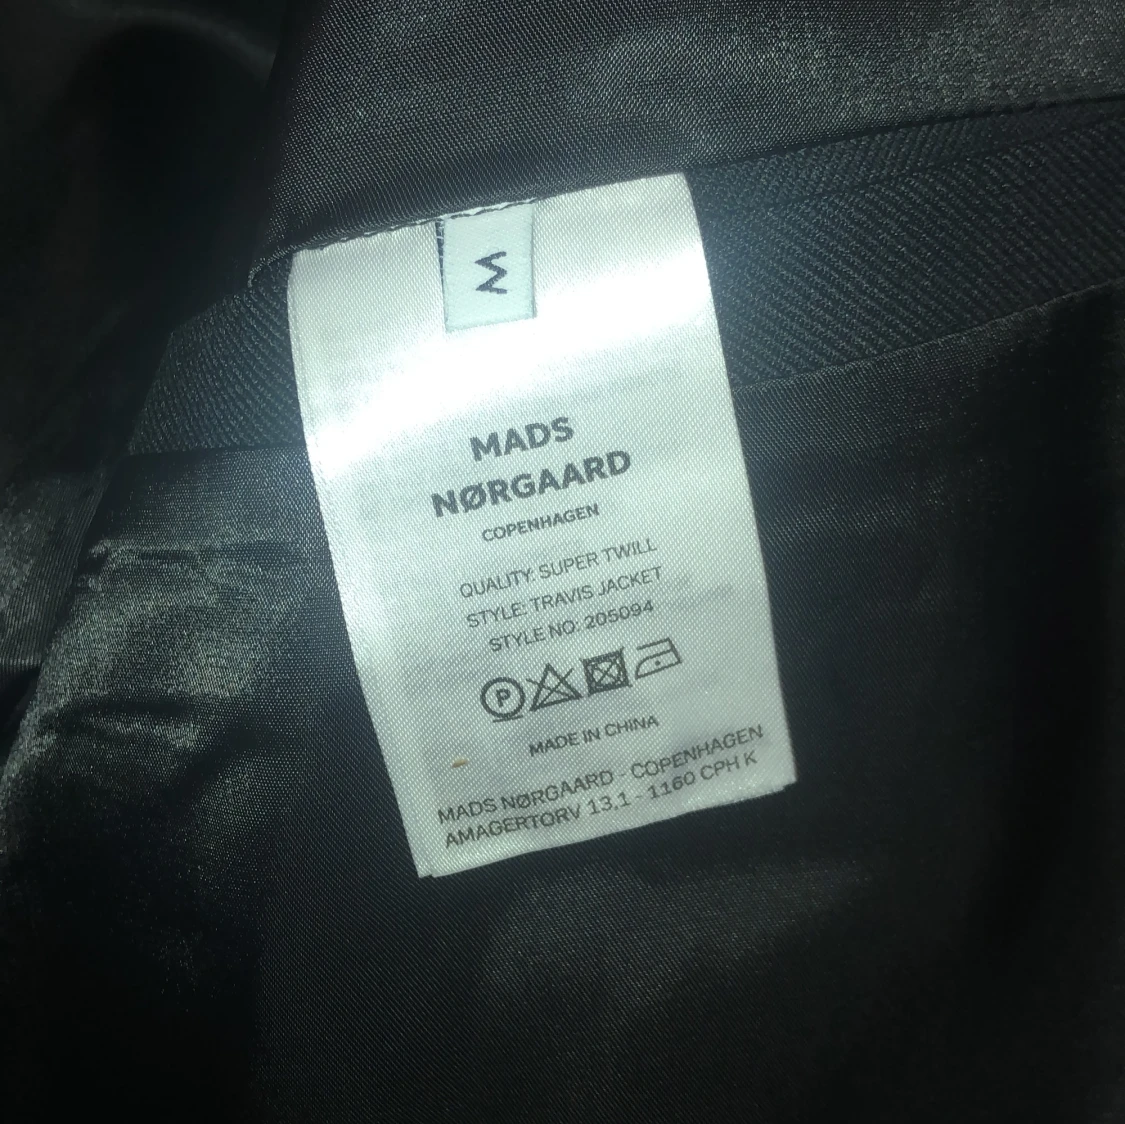 M
MADS
NØRGAARD
COPENHAGEN
QUALITY: SUPER TWILL
STYLE: TRAVIS JACKET
STYLE NO: 205094
P
MADE IN CHINA
MADS NØRGAARD - COPENHAGEN
AMAGERTORV 13,1 - 1160 CPH K